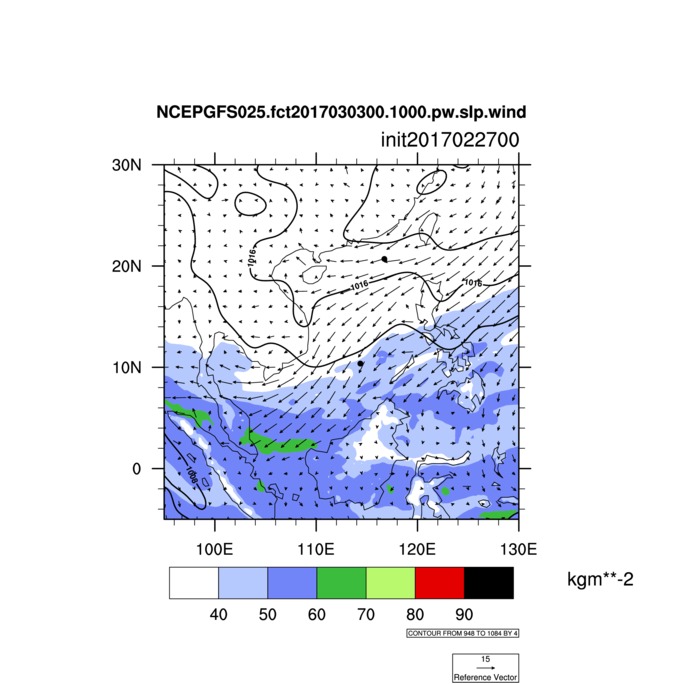 NCEPGFS025.fct2017030300.1000.pw.slp.wind
init2017022700
30N
20N
10N
0
1016
1016
1016
1008
100E 110E 120E 130E
40 50 60 70 80 90
kgm**-2
CONTOUR FROM 948 TO 1084 BY 4
15
Reference Vector